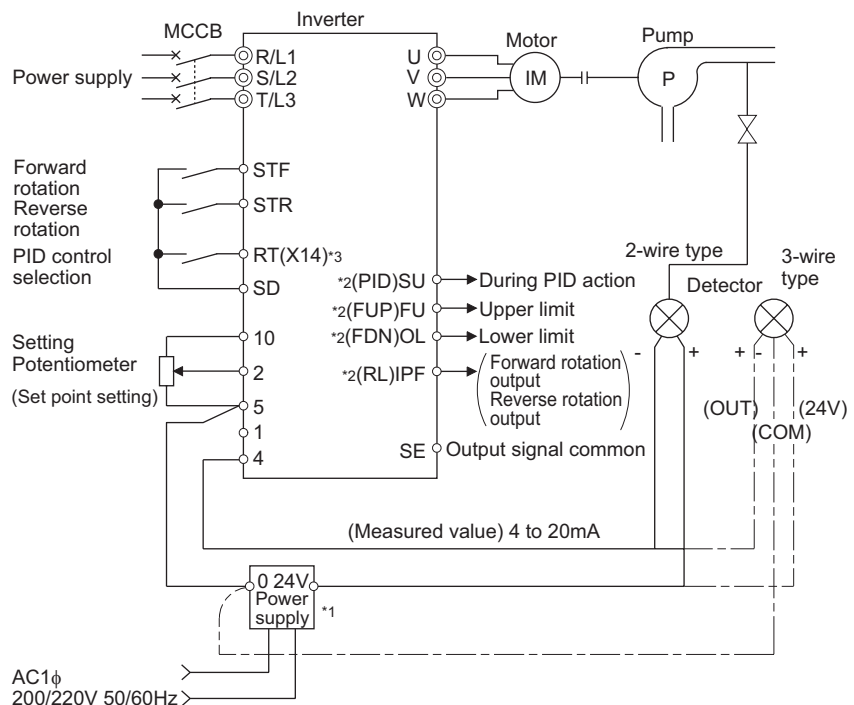 Inverter
MCCB
Motor
Pump
Power supply
R/L1
S/L2
T/L3
U
V
W
IM
P
Forward
rotation
Reverse
rotation
PID control
selection
STF
STR
RT(X14)*3
SD
2-wire type
3-wire
type
Detector
*2(PID)SU
During PID action
*2(FUP)FU
Upper limit
*2(FDN)OL
Lower limit
*2(RL)IPF
Forward rotation
output
Reverse rotation
output
SE
Output signal common
Setting
Potentiometer
(Set point setting)
10
2
5
1
4
- +
+ - +
(OUT)
(24V)
(COM)
(Measured value) 4 to 20mA
0 24V
Power
supply
*1
AC1ϕ
200/220V 50/60Hz